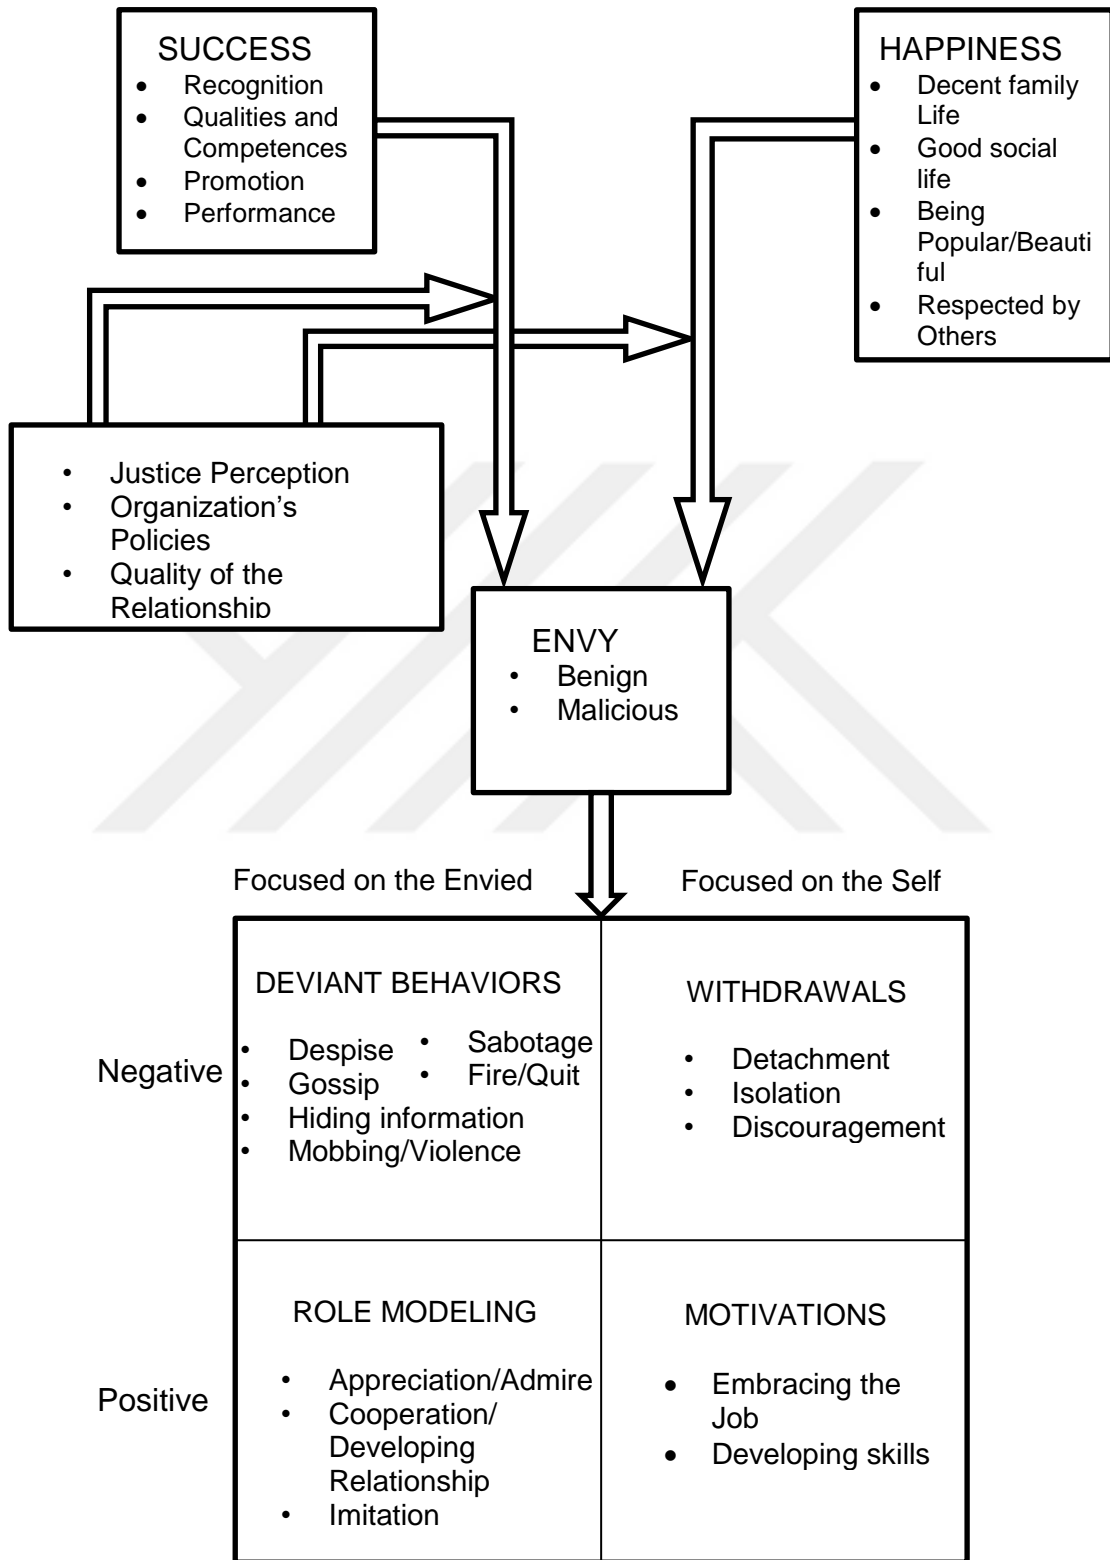 SUCCESS
• Recognition
• Qualities and
Competences
• Promotion
• Performance
HAPPINESS
• Decent family
Life
• Good social
life
• Being
Popular/Beauti
ful
• Respected by
Others
• Justice Perception
• Organization's
Policies
• Quality of the
Relationship
ENVY
• Benign
• Malicious
Focused on the Envied
Focused on the Self
Negative
DEVIANT BEHAVIORS
• Despise
• Gossip
• Hiding information
• Mobbing/Violence
• Sabotage
• Fire/Quit
WITHDRAWALS
• Detachment
• Isolation
• Discouragement
Positive
ROLE MODELING
• Appreciation/Admire
• Cooperation/
Developing
Relationship
• Imitation
MOTIVATIONS
• Embracing the
Job
• Developing skills